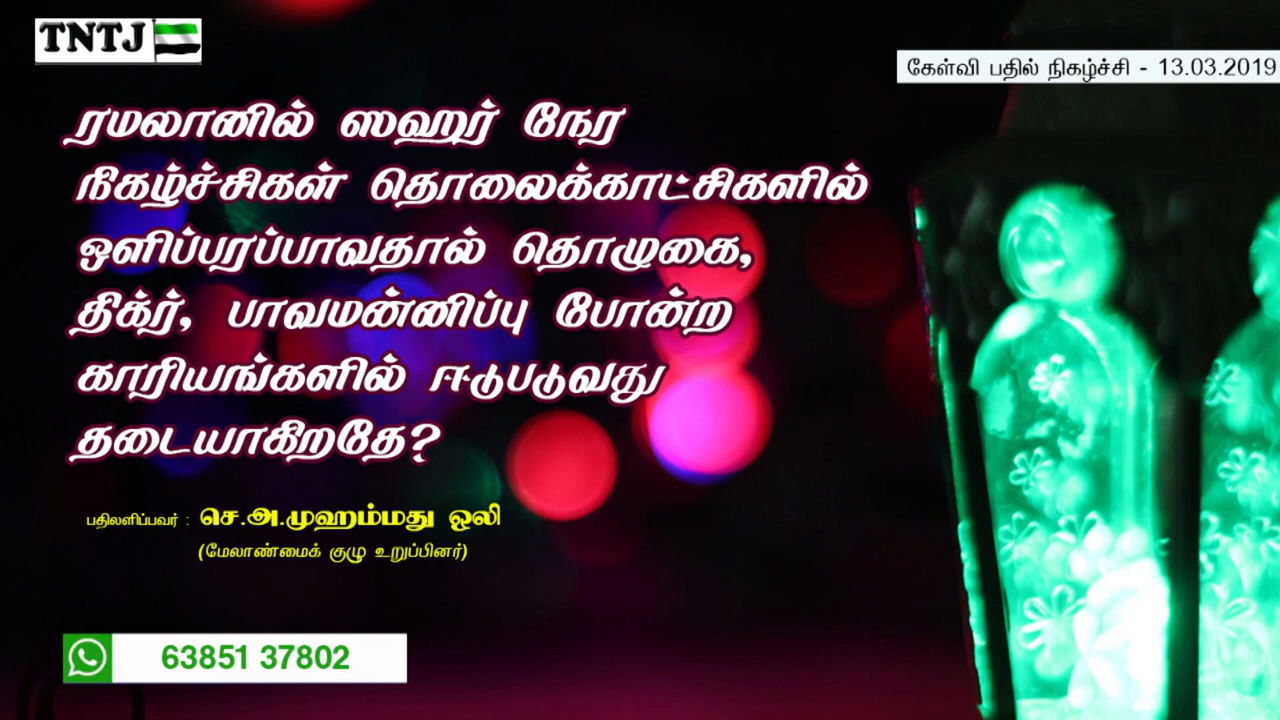 TNTJ
கேள்வி பதில் நிகழ்ச்சி - 13.03.2019
ரமலானில் ஸஹர் நேர
நிகழ்ச்சிகள் தொலைக்காட்சிகளில்
ஒளிப்பரப்பாவதால் தொழுகை,
திக்ர், பாவமன்னிப்பு போன்ற
காரியங்களில் ஈடுபடுவது
தடையாகிறதே?
பதிலளிப்பவர் : செ.அ.முஹம்மது ஒலி
(மேலாண்மைக் குழு உறுப்பினர்)
63851 37802